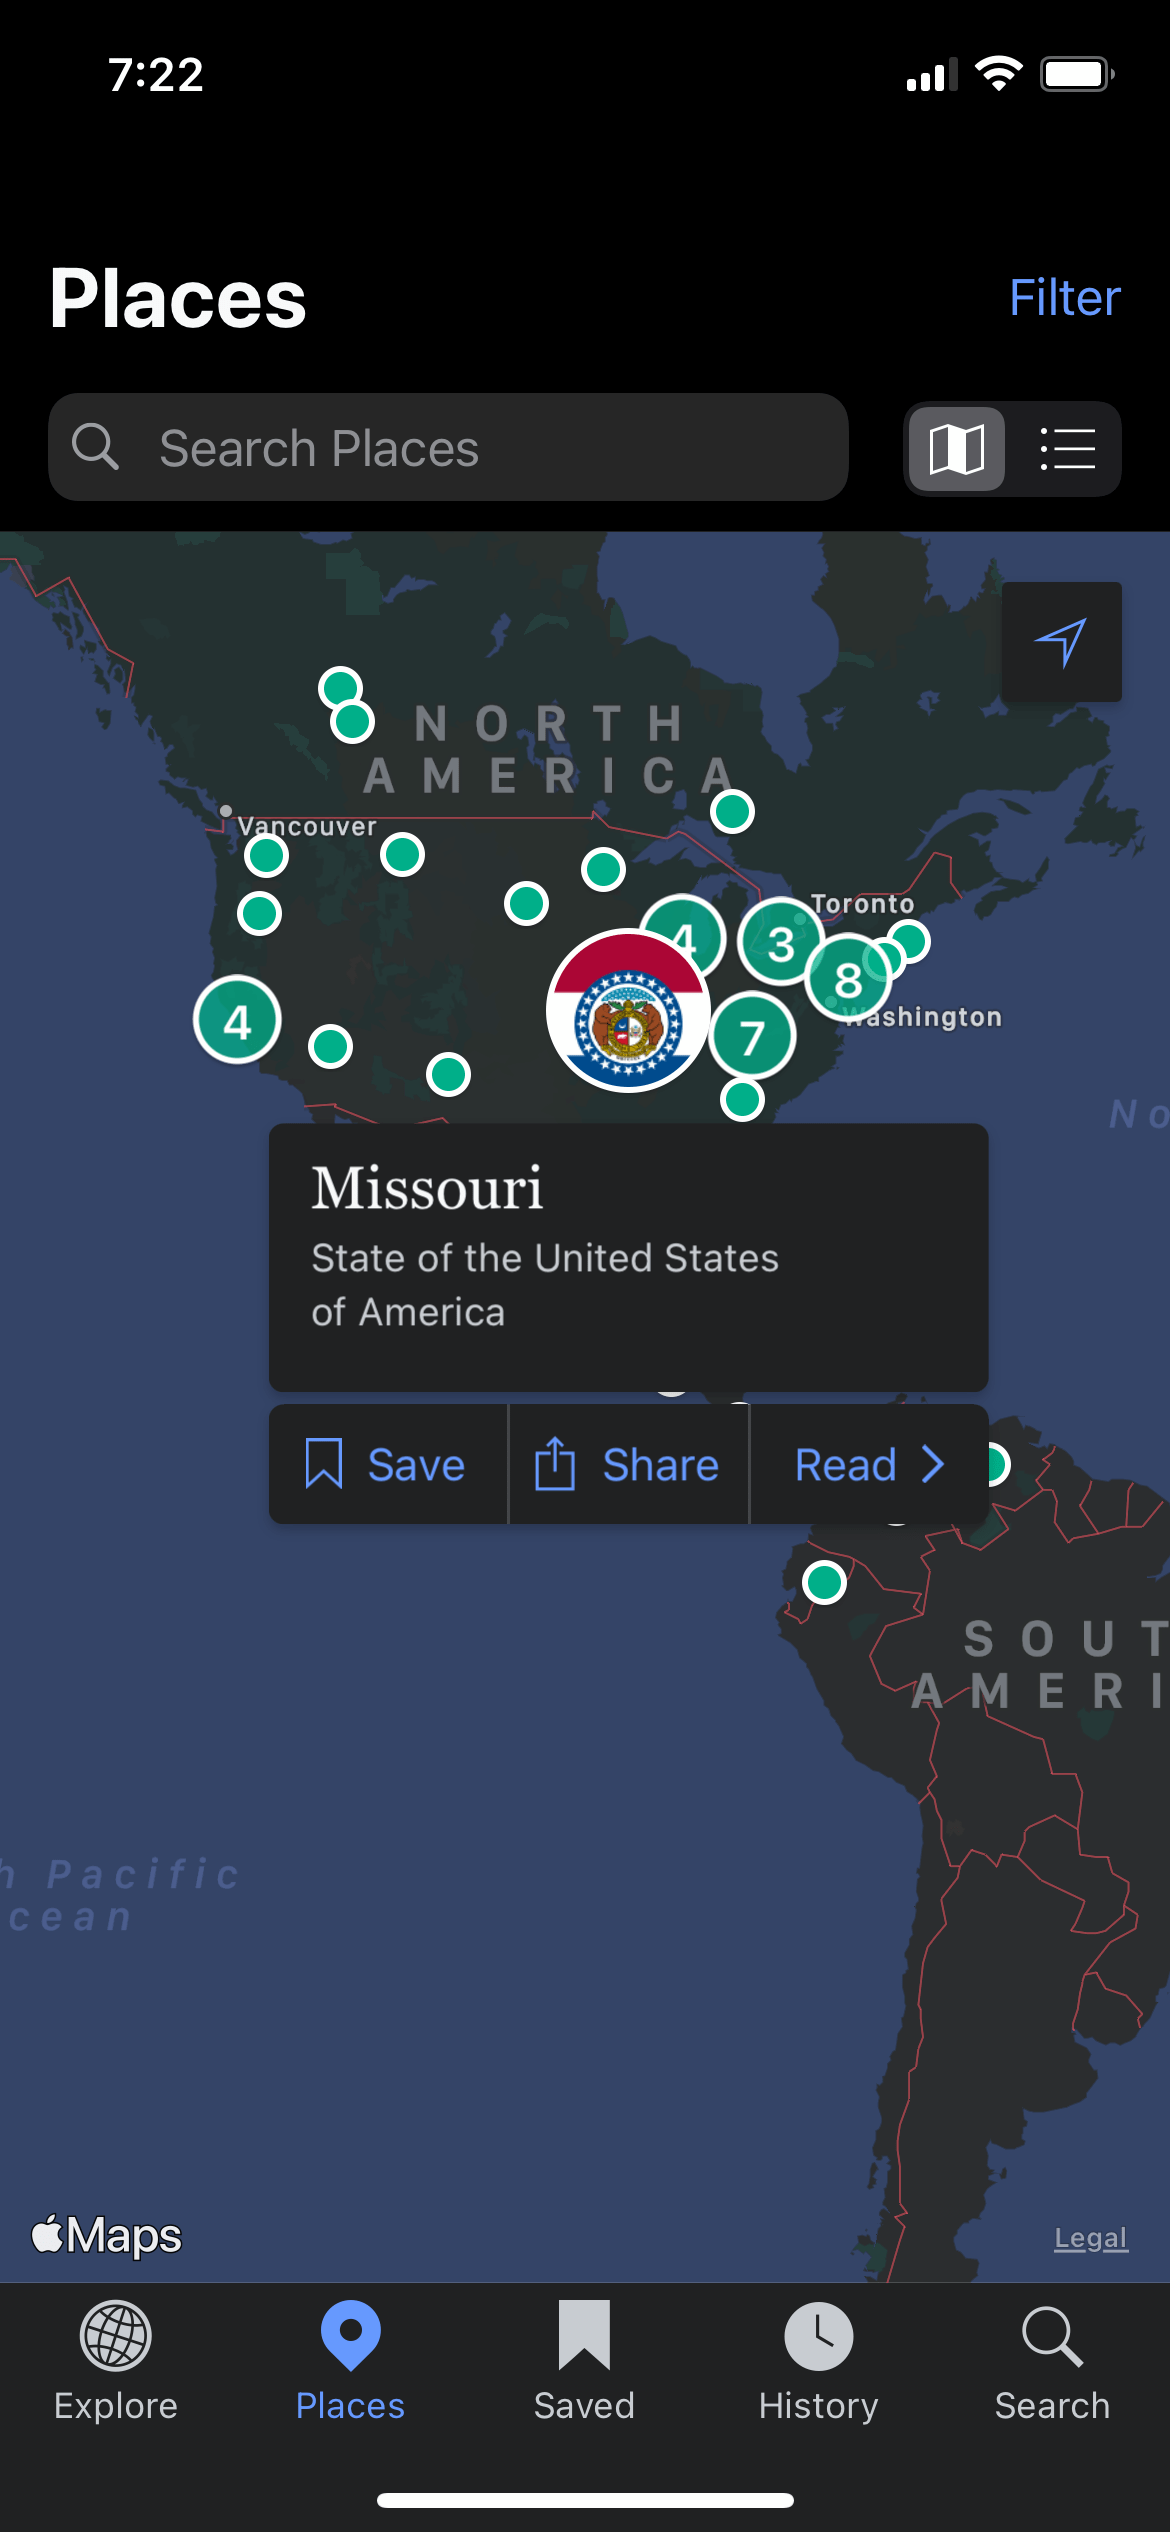 7:22
Places
Filter
Search Places
NORTH
AMERICA
Vancouver
Toronto
4
3
8
Washington
4
7
No
Missouri
State of the United States
of America
Save
Share
Read
SOUT
AMERI
h Pacific
cean
Maps
Legal
Explore
Places
Saved
History
Search